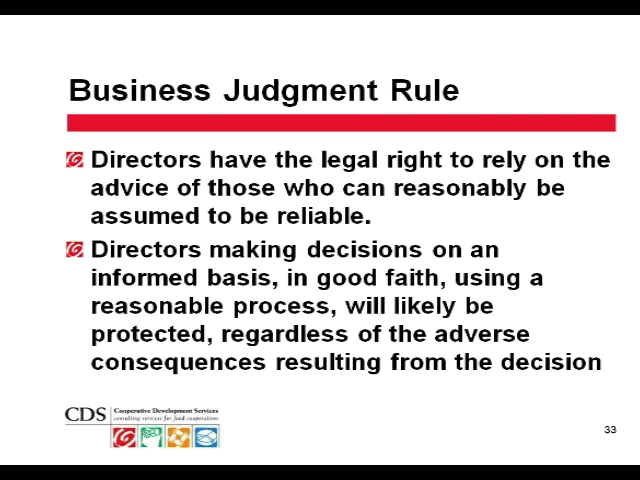 Business Judgment Rule
Directors have the legal right to rely on the
advice of those who can reasonably be
assumed to be reliable.
Directors making decisions on an
informed basis, in good faith, using a
reasonable process, will likely be
protected, regardless of the adverse
consequences resulting from the decision
CDS Cooperative Development Services
consulting services for food cooperatives
33